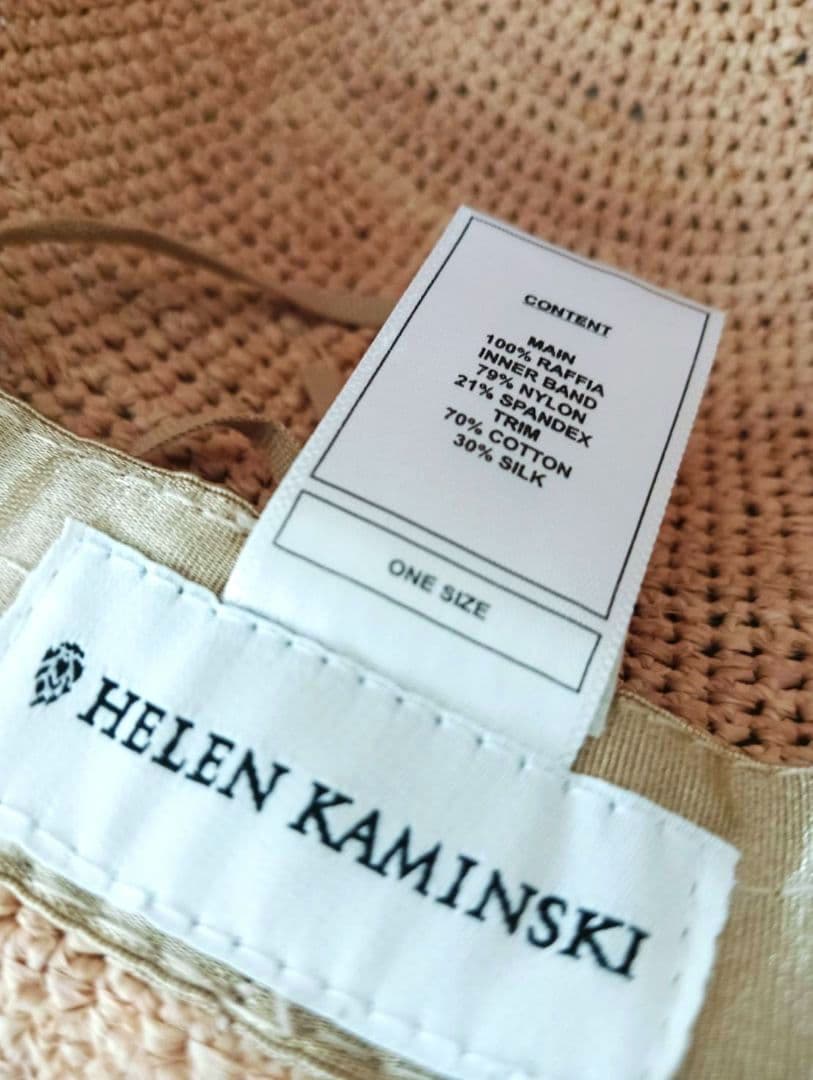 CONTENT
MAIN
100% RAFFIA
INNER BAND
79% NYLON
21% SPANDEX
TRIM
70% COTTON
30% SILK
ONE SIZE
HELEN KAMINSKI